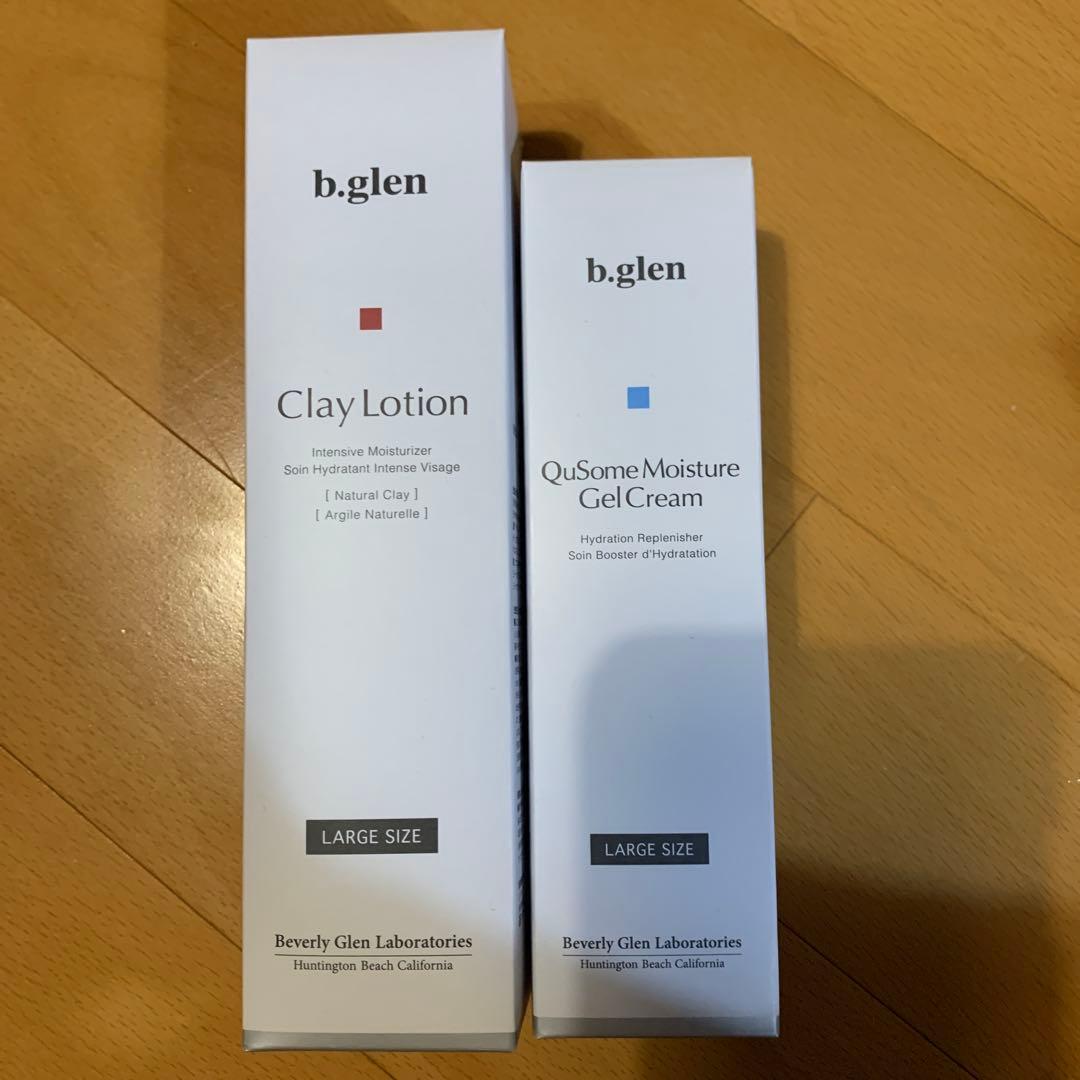 b.glen
Clay Lotion
Intensive Moisturizer
Soin Hydratant Intense Visage
[ Natural Clay ]
[ Argile Naturelle ]
LARGE SIZE
Beverly Glen Laboratories
Huntington Beach California
b.glen
QuSome Moisture
Gel Cream
Hydration Replenisher
Soin Booster d'Hydratation
LARGE SIZE
Beverly Glen Laboratories
Huntington Beach California